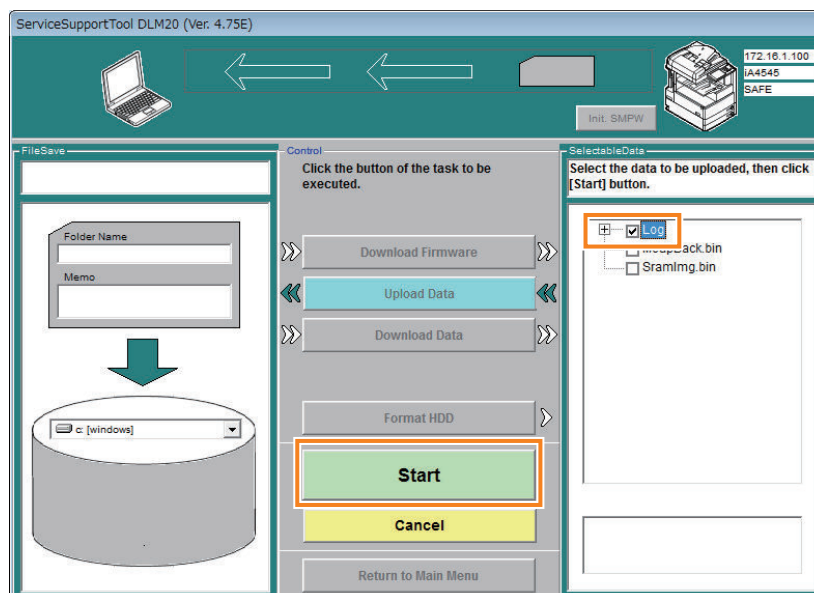 ServiceSupportTool DLM20 (Ver. 4.75E)
172.16.1.100
iA4545
SAFE
Init. SMPW
FileSave
Folder Name
Memo
c: [windows]
Control
Click the button of the task to be
executed.
Download Firmware
Upload Data
Download Data
Format HDD
Start
Cancel
Return to Main Menu
SelectableData
Select the data to be uploaded, then click
[Start] button.
Log
MeapBack.bin
SramImg.bin